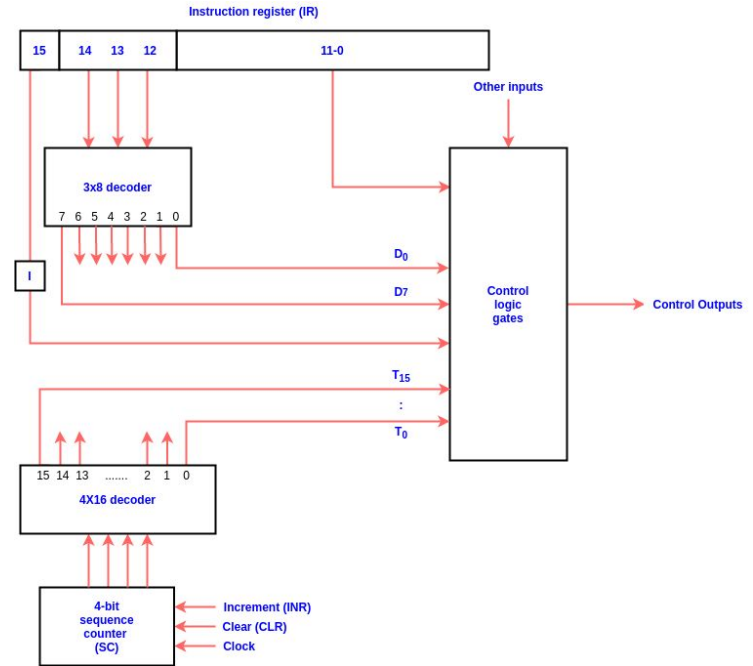 Instruction register (IR)
15 14 13 12 11-0
Other inputs
3x8 decoder
7 6 5 4 3 2 1 0
D0
I
D7
Control
logic
gates
Control Outputs
T15
:
T0
15 14 13 ....... 2 1 0
4X16 decoder
4-bit
sequence
counter
(SC)
Increment (INR)
Clear (CLR)
Clock